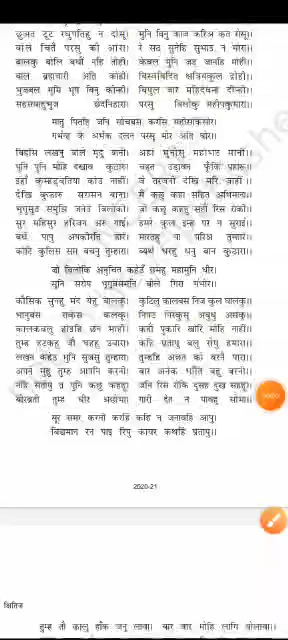 छुअत टूट रघुपतिहु न दोसू। मुनि बिनु काज करिअ कत रोसू॥
बोले चितै परसु की ओरा। रे सठ सुनेहि सुभाउ न मोरा॥
बालकु बोलि बधौं नहि तोही। केवल मुनि जड़ जानहि मोही॥
बाल ब्रह्मचारी अति कोही। बिस्वबिदित क्षत्रियकुल द्रोही॥
भुजबल भूमि भूप बिनु कीन्ही। बिपुल बार महिदेवन्ह दीन्ही॥
सहसबाहुभुज छेदनिहारा। परसु बिलोकु महीपकुमारा॥
मातु पितहि जनि सोचबस करसि महीसकिसोर।
गर्भन्ह के अर्भक दलन परसु मोर अति घोर॥
बिहसि लखनु बोले मृदु बानी। अहो मुनीसु महाभट मानी॥
पुनि पुनि मोहि देखाव कुठारू। चहत उड़ावन फूँकि पहारू॥
इहाँ कुम्हड़बतिया कोउ नाहीं। जे तरजनी देखि मरि जाहीं॥
देखि कुठारु सरासन बाना। मैं कछु कहा सहित अभिमाना॥
भृगुसुत समुझि जनेउ बिलोकी। जो कछु कहहु सहौं रिस रोकी॥
सुर महिसुर हरिजन अरु गाई। हमरे कुल इन्ह पर न सुराई॥
बधें पापु अपकीरति हारें। मारतहू पा परिअ तुम्हारें॥
कोटि कुलिस सम बचनु तुम्हारा। ब्यर्थ धरहु धनु बान कुठारा॥
जो बिलोकि अनुचित कहेउँ छमहु महामुनि धीर।
सुनि सरोष भृगुबंसमनि बोले गिरा गंभीर॥
कौसिक सुनहु मंद येहु बालकु। कुटिलु कालबस निज कुल घालकु॥
भानुबंस राकेस कलंकू। निपट निरंकुसु अबुधु असंकू॥
कालकवलु होइहि छन माहीं। कहौं पुकारि खोरि मोहि नाहीं॥
तुम्ह हटकहु जौ चहहु उबारा। कहि प्रतापु बलु रोषु हमारा॥
लखन कहेउ मुनि सुजसु तुम्हारा। तुम्हहि अछत को बरनै पारा॥
अपने मुहु तुम्ह आपनि करनी। बार अनेक भाँति बहु बरनी॥
नहि संतोषु त पुनि कछु कहहू। जनि रिस रोकि दुसह दुख सहहू॥
बीरब्रती तुम्ह धीर अछोभा। गारी देत न पावहु सोभा॥
सूर समर करनी करहिं कहि न जनावहिं आपु।
बिद्यमान रन पाइ रिपु कायर कथहिं प्रतापु॥
2020-21
क्षितिज
तुम्ह तौ कालु हाँक जनु लावा। बार बार मोहि लागि बोलावा॥